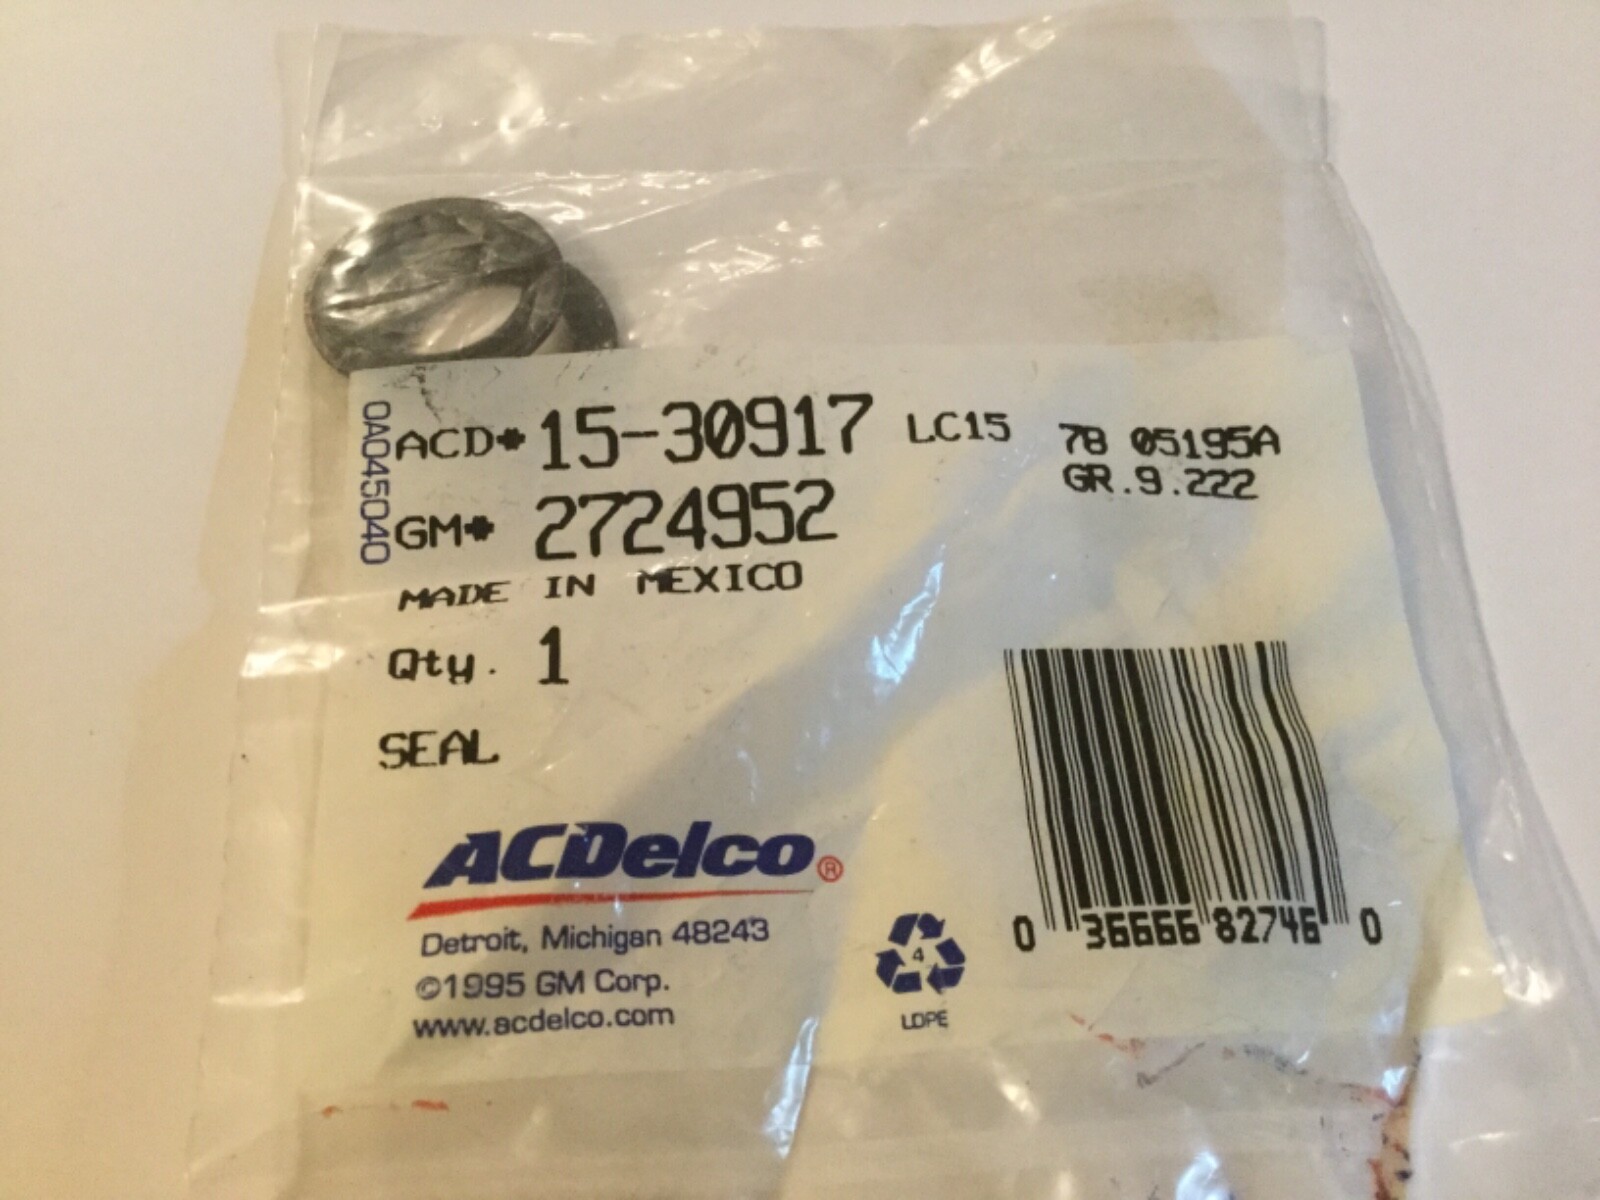 0A045040
ACD# 15-30917 LC15
78 05195A
GM# 2724952
GR.9.222
MADE IN MEXICO
Qty. 1
SEAL
ACDelco®
Detroit, Michigan 48243
©1995 GM Corp.
www.acdelco.com
4
LDPE
0 36666 82746 0